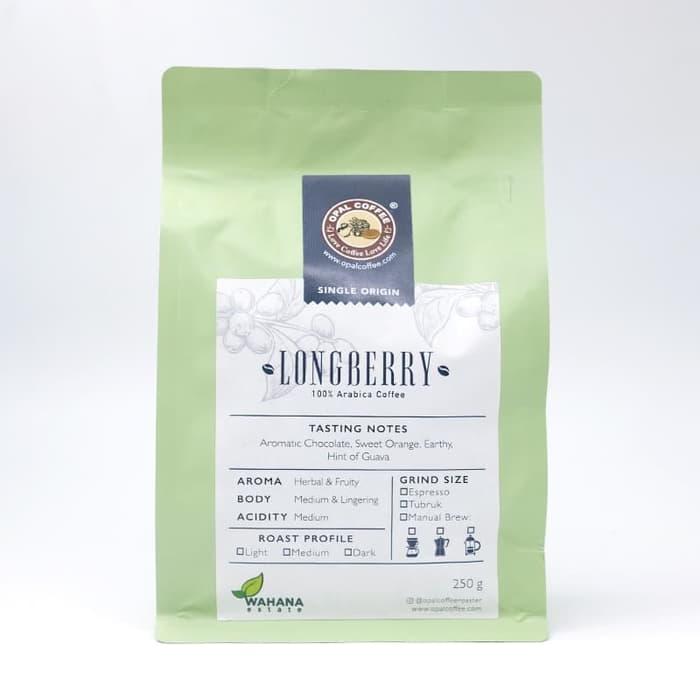 OPAL COFFEE
®
Love Coffee Love Life
www.opalcoffee.com
SINGLE ORIGIN
LONGBERRY
100% Arabica Coffee
TASTING NOTES
Aromatic Chocolate, Sweet Orange, Earthy,
Hint of Guava
AROMA Herbal & Fruity
BODY Medium & Lingering
ACIDITY Medium
ROAST PROFILE
Light Medium Dark
GRIND SIZE
Espresso
Tubruk
Manual Brew:
WAHANA
estate
250 g
@opalcoffeeroaster
www.opalcoffee.com